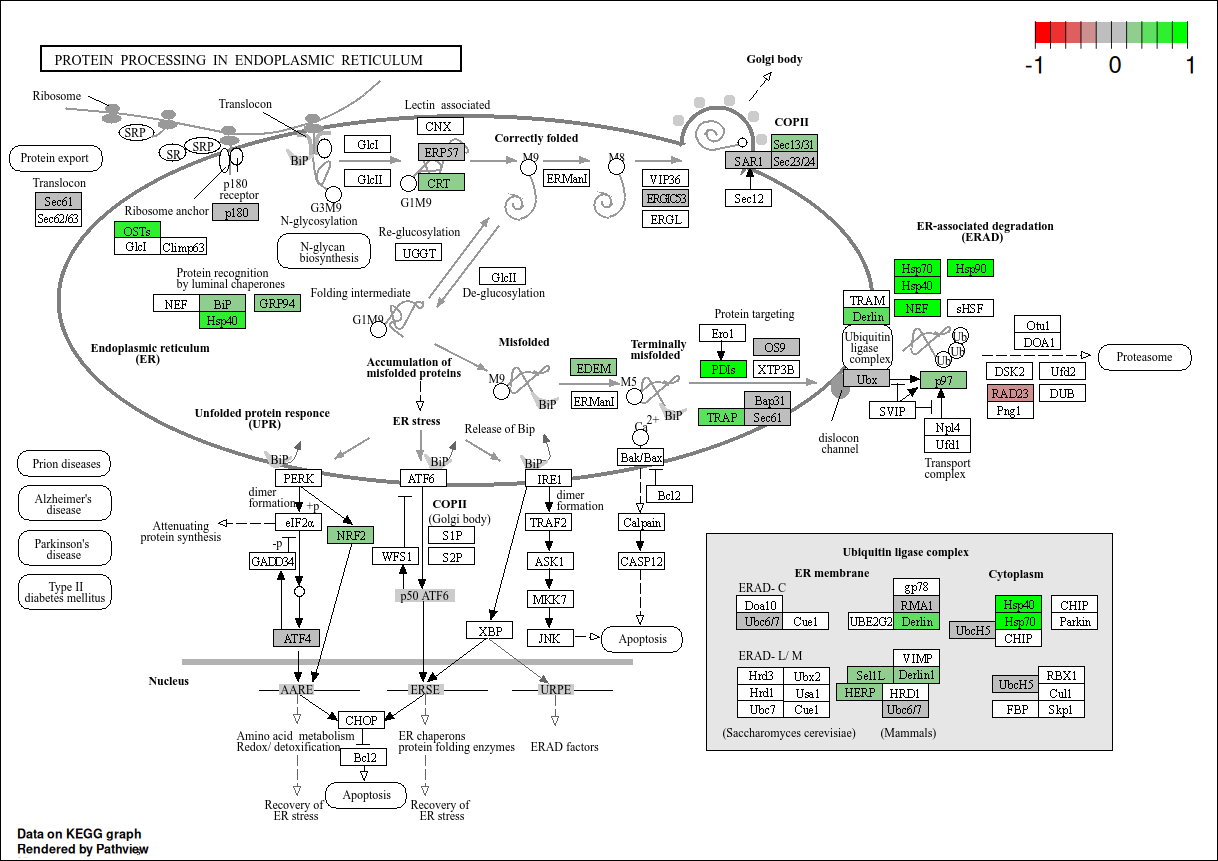 PROTEIN PROCESSING IN ENDOPLASMIC RETICULUM
-1 0 1
Golgi body
Ribosome
Translocon
Lectin associated
CNX
COPII
SRP
SRP
SR
BiP
GlcI
ERP57
Correctly folded
M9
M8
Sec13/31
SAR1
Sec23/24
Protein export
GlcII
CRT
ERManI
VIP36
Translocon
p180
receptor
G1M9
ERGIC53
Sec12
Sec61
Ribosome anchor
p180
G3M9
N-glycosylation
ERGL
Sec62/63
OSTs
GlcI
Climp63
N-glycan
biosynthesis
Re-glucosylation
UGGT
ER-associated degradation
(ERAD)
Protein recognition
by luminal chaperones
GlcII
De-glucosylation
Hsp70
Hsp90
Hsp40
NEF
BiP
GRP94
Hsp40
Folding intermediate
G1M9
TRAM
Derlin
NEF
sHSF
Endoplasmic reticulum
(ER)
Accumulation of
misfolded proteins
Misfolded
Terminally
misfolded
Protein targeting
Ero1
OS9
PDIs
XTP3B
Ubiquitin
ligase
complex
Ub
Ub
Ub
Otu1
DOA1
Proteasome
M9
BiP
EDEM
ERManI
M5
BiP
Ubx
p97
DSK2
Ufd2
RAD23
DUB
Png1
TRAP
Bap31
Sec61
SVIP
Npl4
Ufd1
Transport
complex
dislocon
channel
Unfolded protein responce
(UPR)
ER stress
Release of Bip
Ca2+
Bak/Bax
BiP
BiP
BiP
PERK
ATF6
IRE1
Bcl2
Prion diseases
Alzheimer's
disease
Parkinson's
disease
Type II
diabetes mellitus
dimer
formation
+p
Attenuating
protein synthesis
eIF2α
-p
GADD34
NRF2
COPII
(Golgi body)
S1P
S2P
WFS1
p50 ATF6
dimer
formation
TRAF2
ASK1
MKK7
JNK
Calpain
CASP12
Apoptosis
ATF4
XBP
Nucleus
AARE
ERSE
URPE
CHOP
Amino acid metabolism
Redox/ detoxification
ER chaperons
protein folding enzymes
ERAD factors
Bcl2
Apoptosis
Recovery of
ER stress
Recovery of
ER stress
Ubiquitin ligase complex
ER membrane
Cytoplasm
ERAD- C
gp78
Doa10
RMA1
Hsp40
CHIP
Ubc6/7
Cue1
UBE2G2
Derlin
UbcH5
Hsp70
Parkin
CHIP
ERAD- L/ M
VIMP
Hrd3
Ubx2
Sel1L
Derlin1
RBX1
Hrd1
Usa1
HERP
HRD1
UbcH5
Cul1
Ubc7
Cue1
Ubc6/7
FBP
Skp1
(Saccharomyces cerevisiae)
(Mammals)
Data on KEGG graph
Rendered by Pathview